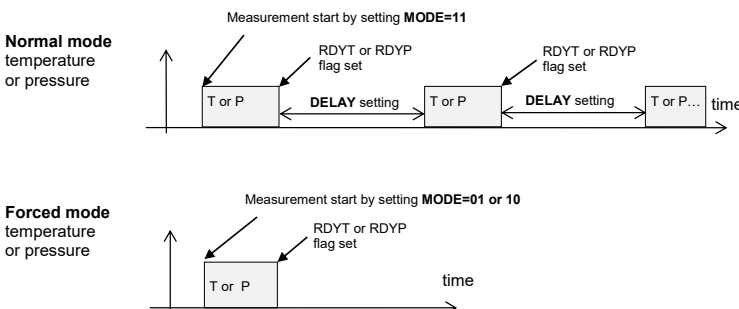 Measurement start by setting MODE=11
Normal mode
temperature
or pressure
RDYT or RDYP
flag set
RDYT or RDYP
flag set
T or P
DELAY setting
T or P
DELAY setting
T or P...
time
Measurement start by setting MODE=01 or 10
Forced mode
temperature
or pressure
RDYT or RDYP
flag set
T or P
time